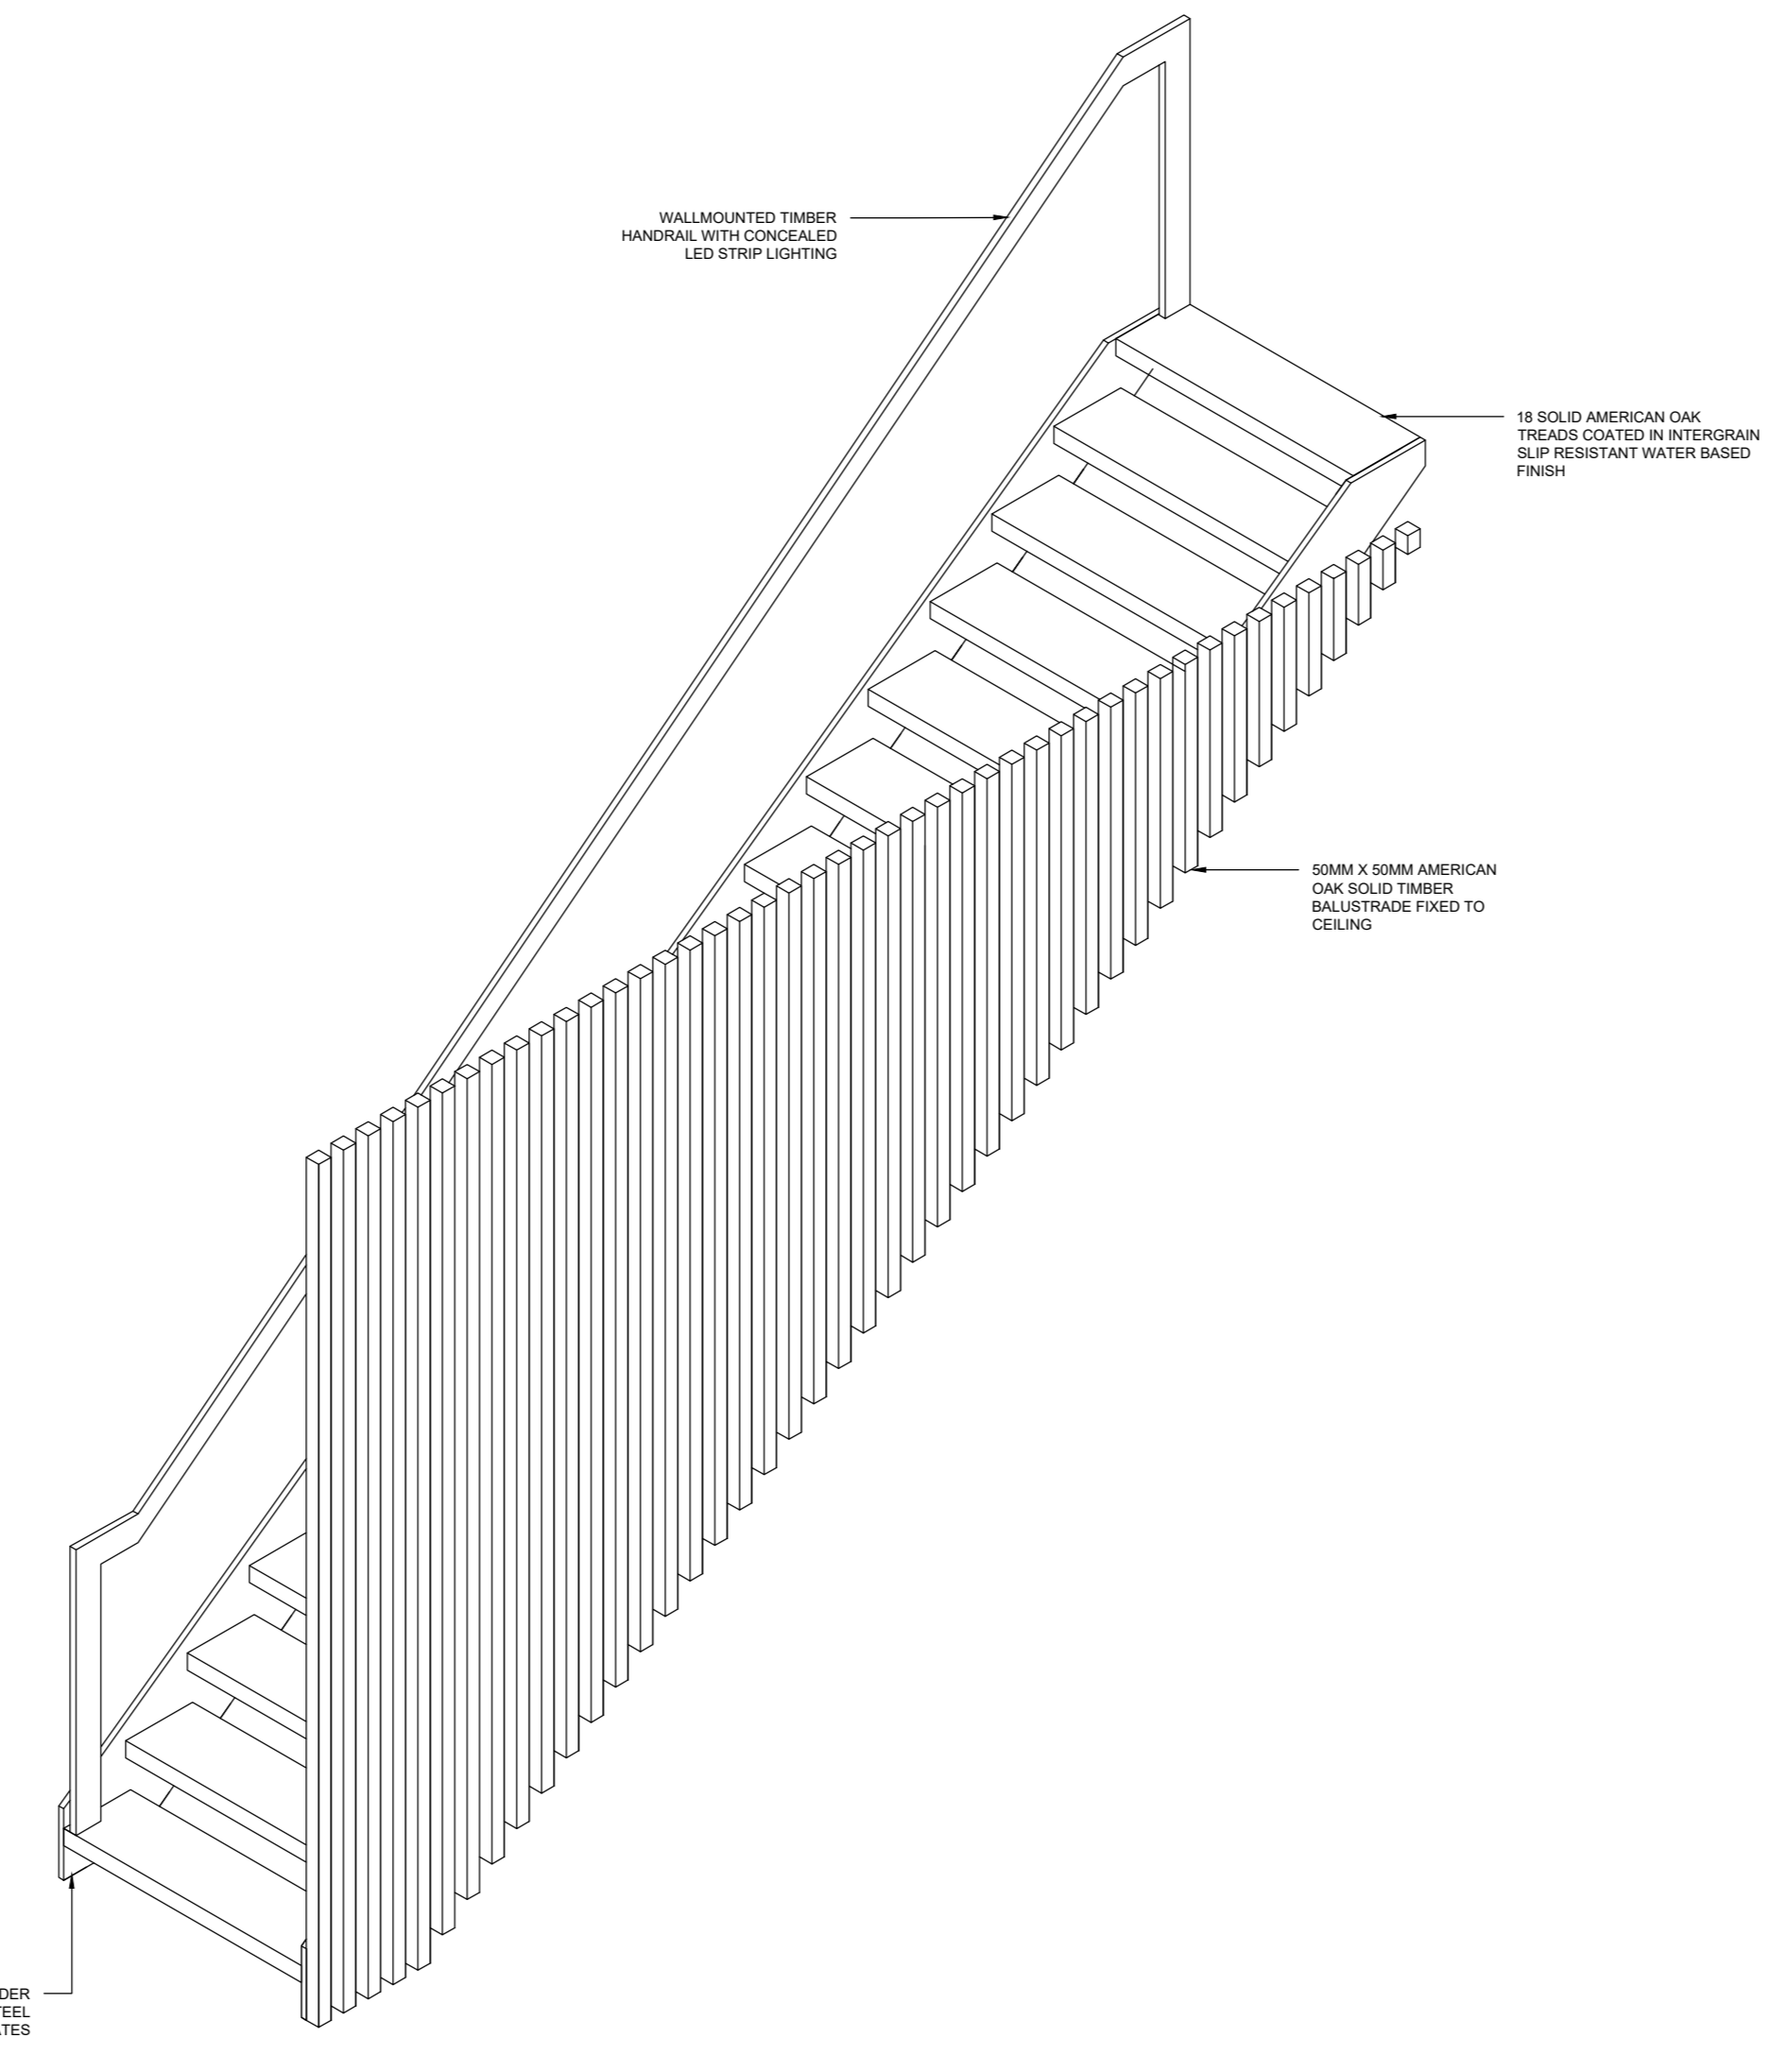 WALLMOUNTED TIMBER
HANDRAIL WITH CONCEALED
LED STRIP LIGHTING
18 SOLID AMERICAN OAK
TREADS COATED IN INTERGRAIN
SLIP RESISTANT WATER BASED
FINISH
50MM X 50MM AMERICAN
OAK SOLID TIMBER
BALUSTRADE FIXED TO
CEILING